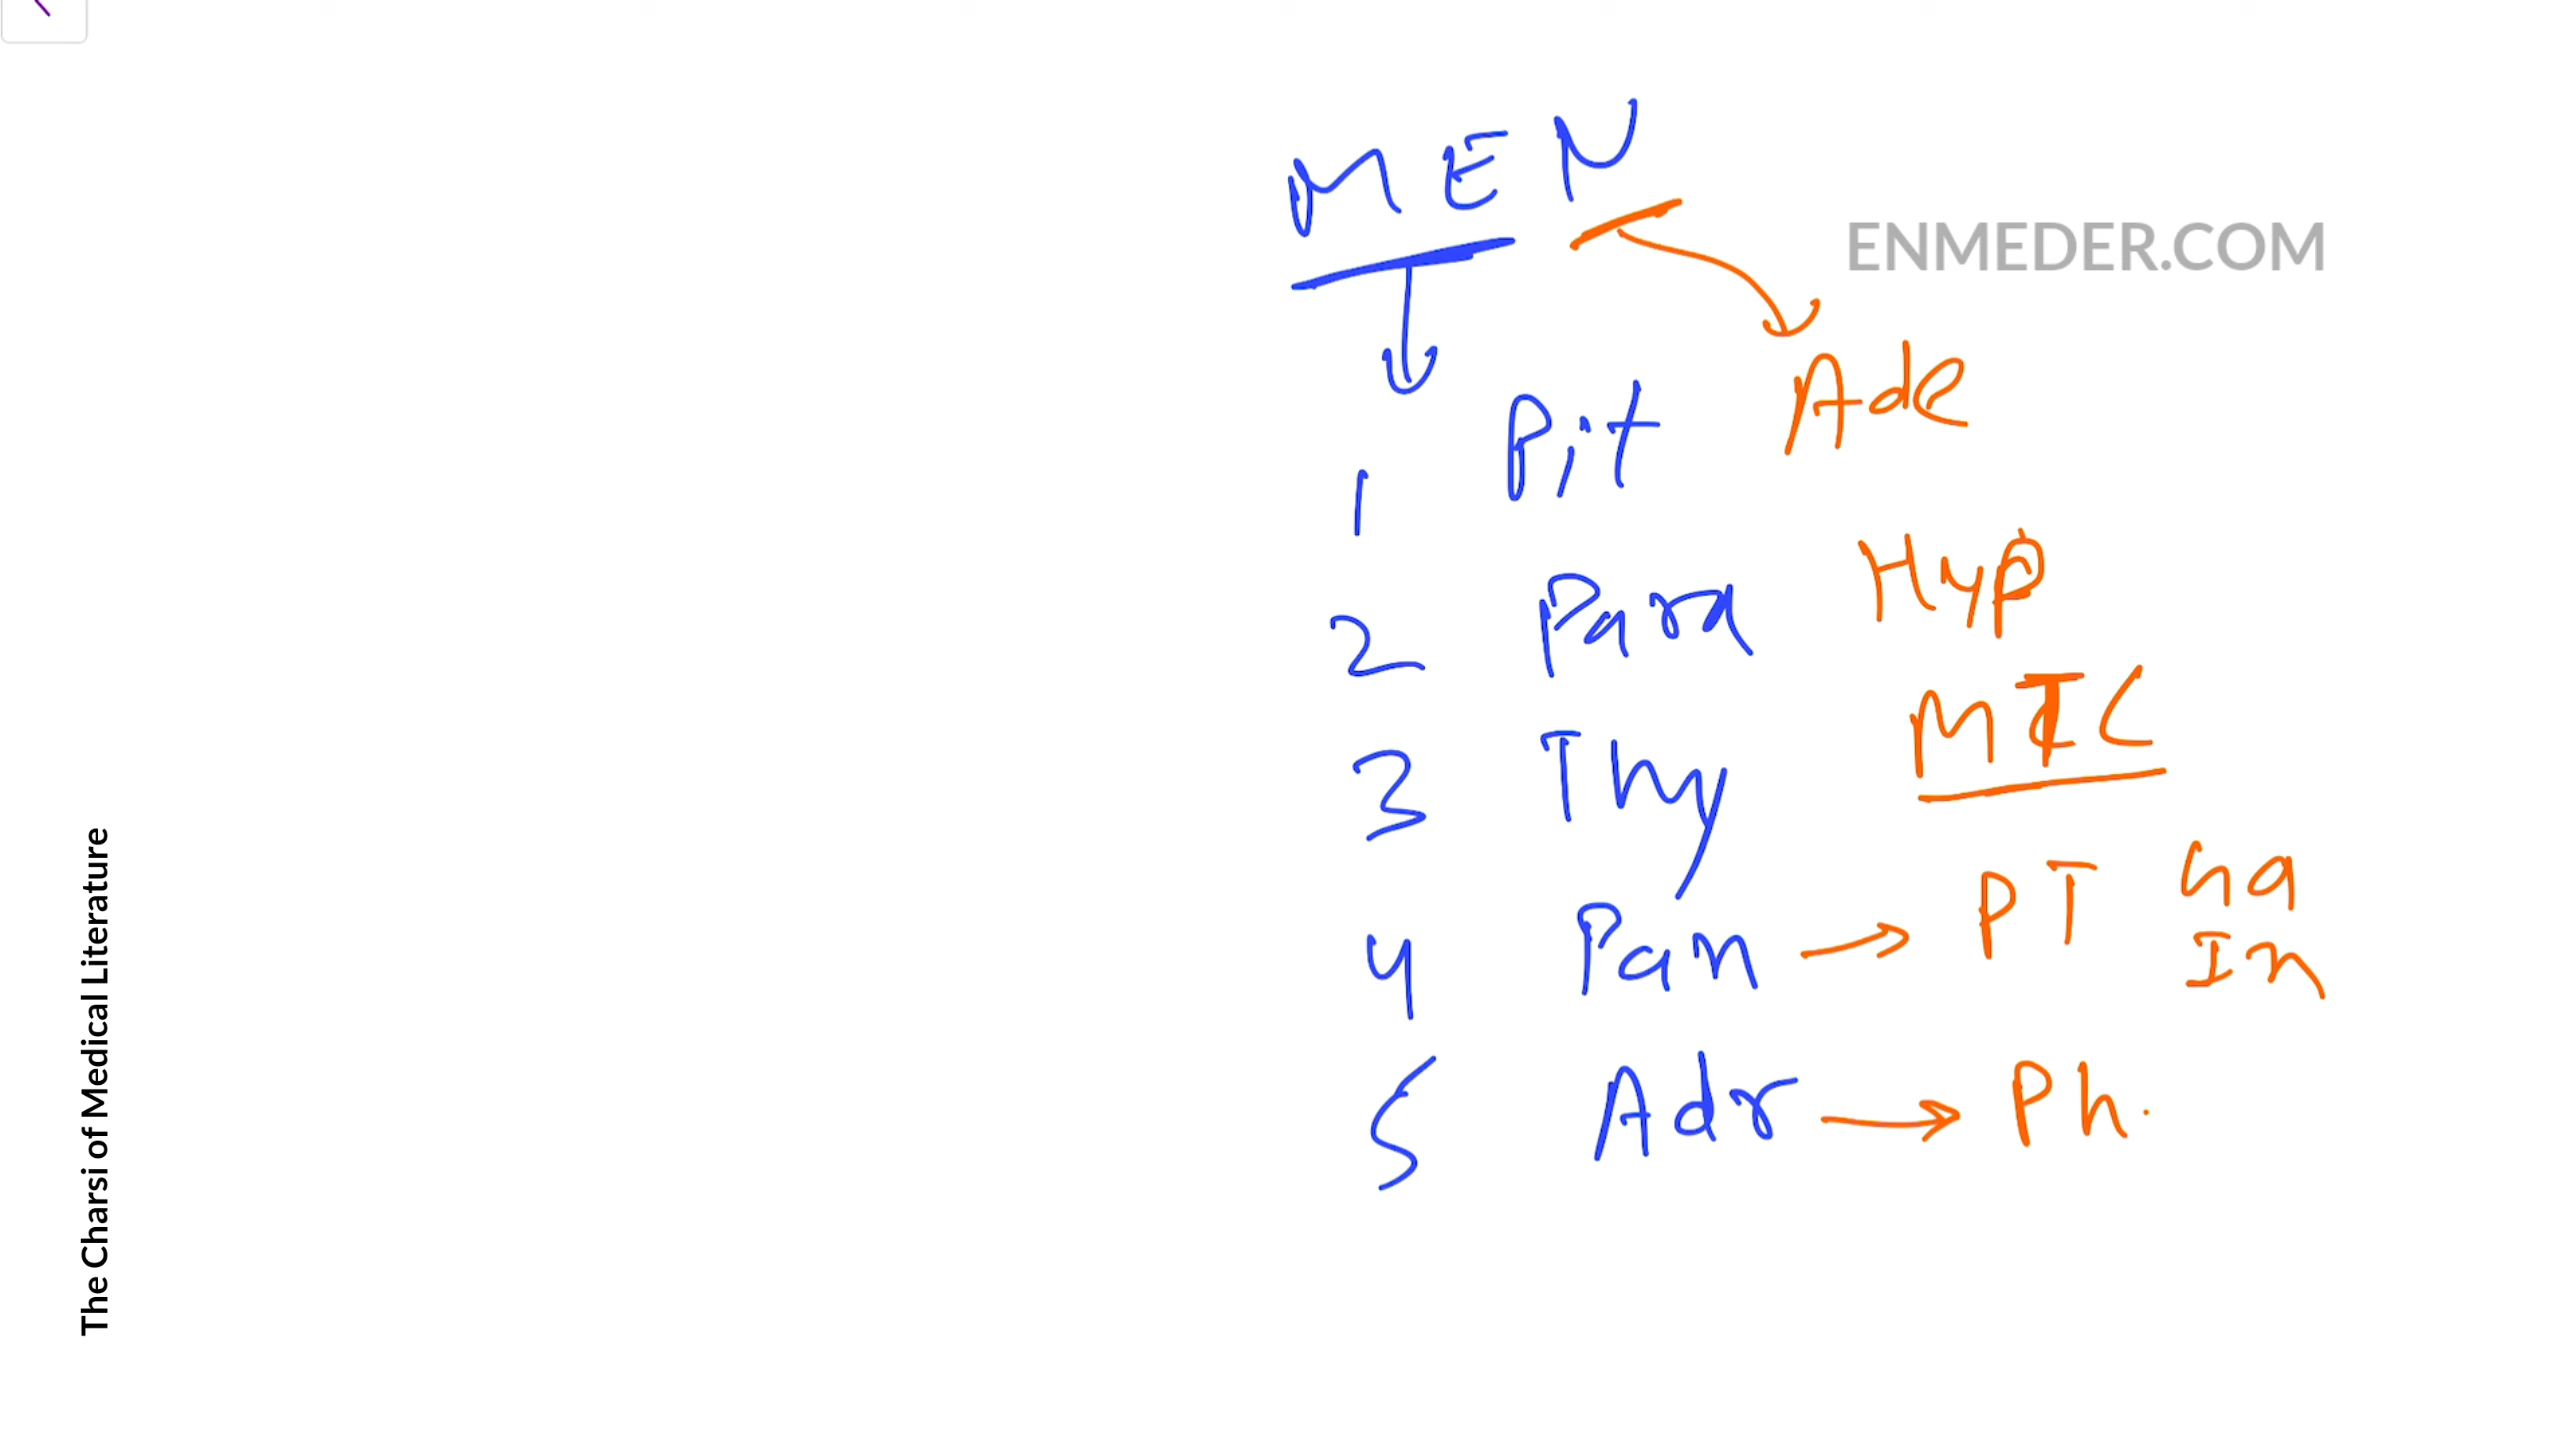 MEN
ENMEDER.COM
Ade
1 Pit
2 Para Hyp
3 Thy MTC
4 Pan → PT Ga
In
5 Adr → Ph.
The Charsi of Medical Literature